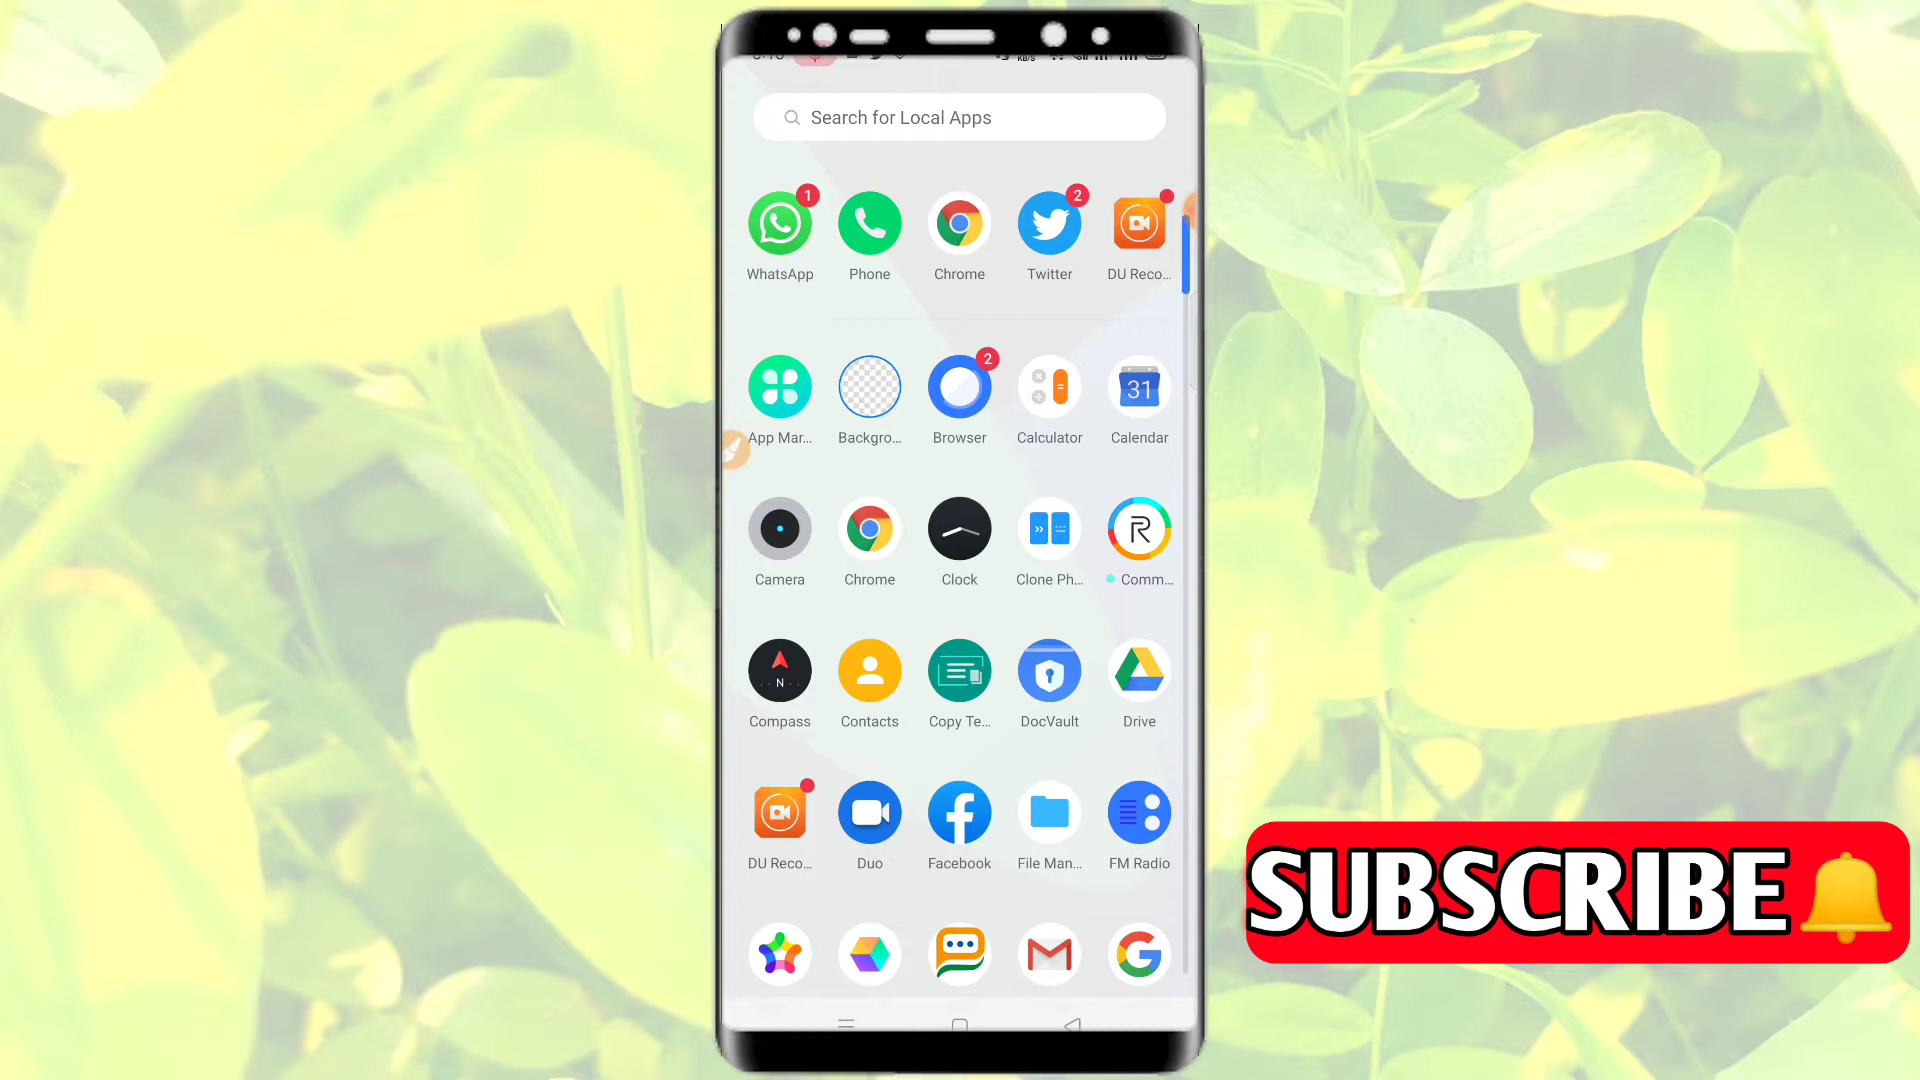 Search for Local Apps
1
2
WhatsApp Phone Chrome Twitter DU Reco...
2
31
App Mar... Backgro... Browser Calculator Calendar
R
Camera Chrome Clock Clone Ph... Comm...
N
Compass Contacts Copy Te... DocVault Drive
DU Reco... Duo Facebook File Man... FM Radio
SUBSCRIBE